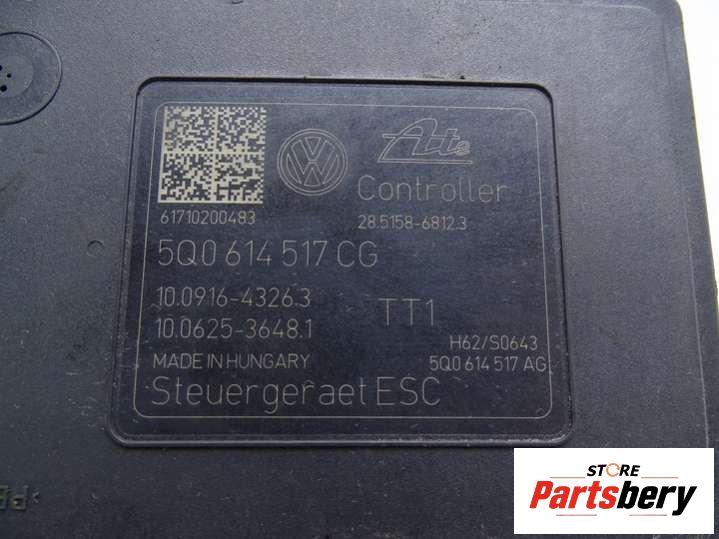 VW
Ate
Controller
61710200483
28.5158-6812.3
5Q0 614 517 CG
10.0916-4326.3
10.0625-3648.1
TT1
H62/S0643
MADE IN HUNGARY
5Q0 614 517 AG
Steuergeraet ESC
STORE
Partsbery